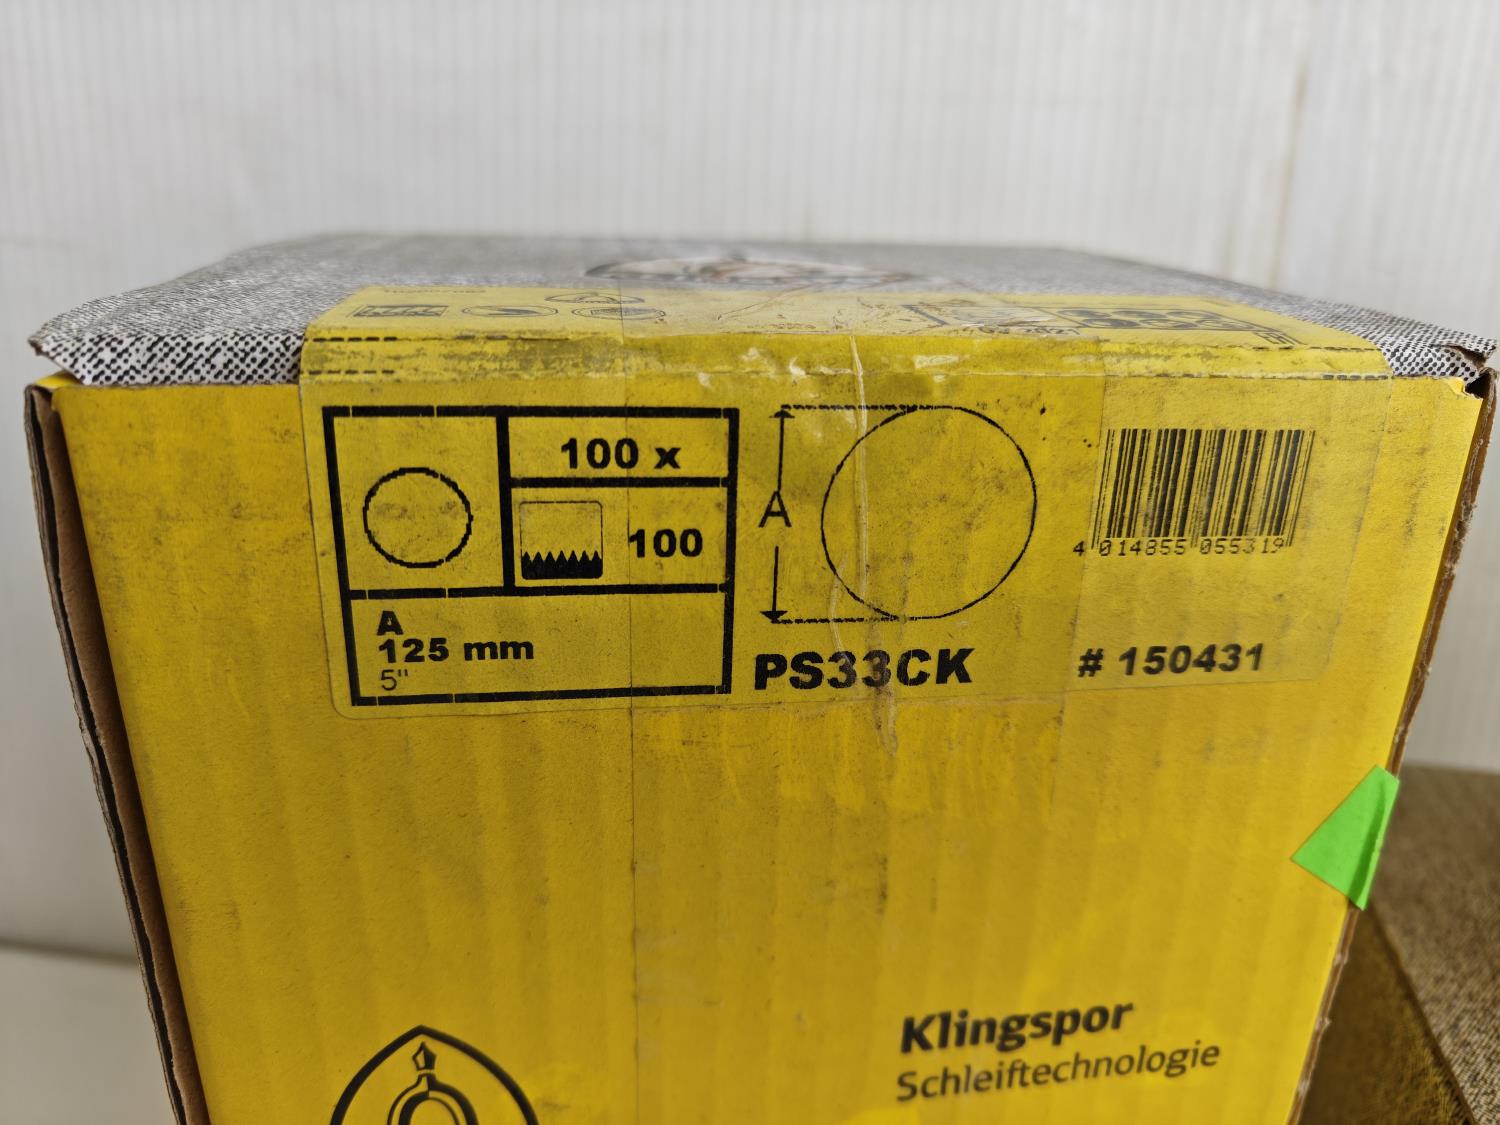 100 x
100
A
125 mm
5"
A
PS33CK
4 014855 055319
# 150431
Klingspor
Schleiftechnologie